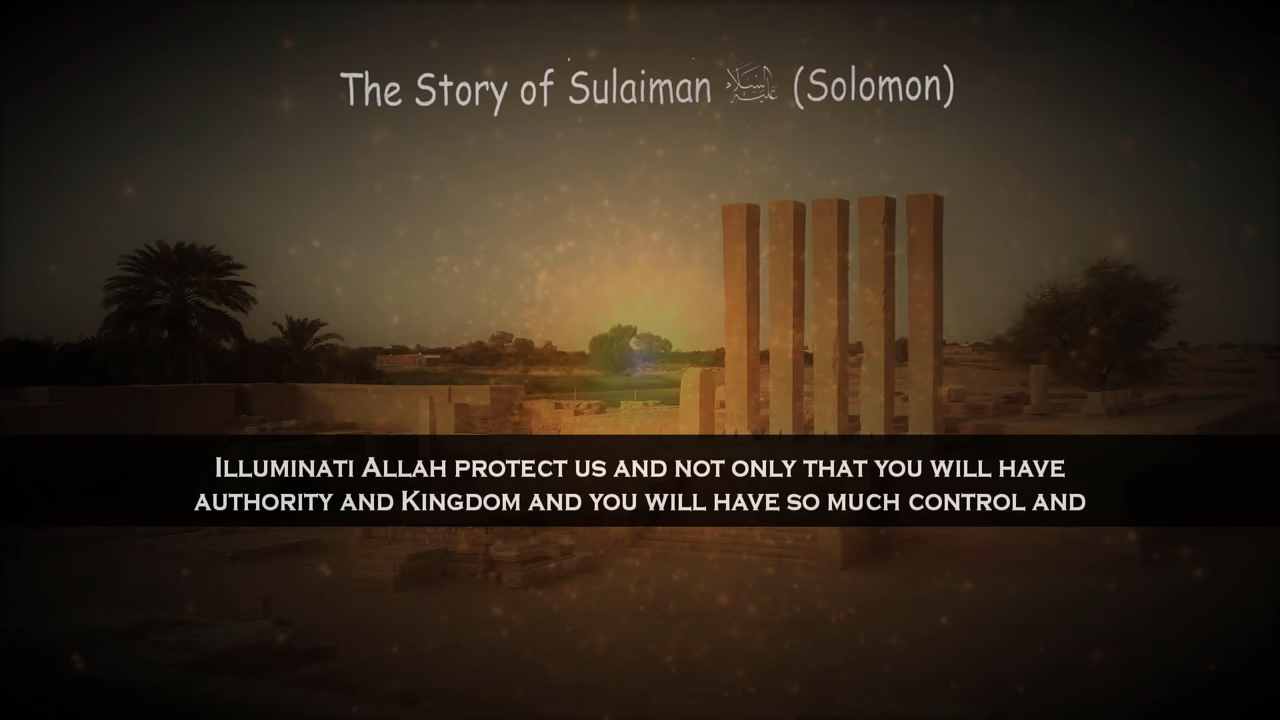 The Story of Sulaiman عليه السلام (Solomon)
Illuminati Allah protect us and not only that you will have
authority and Kingdom and you will have so much control and